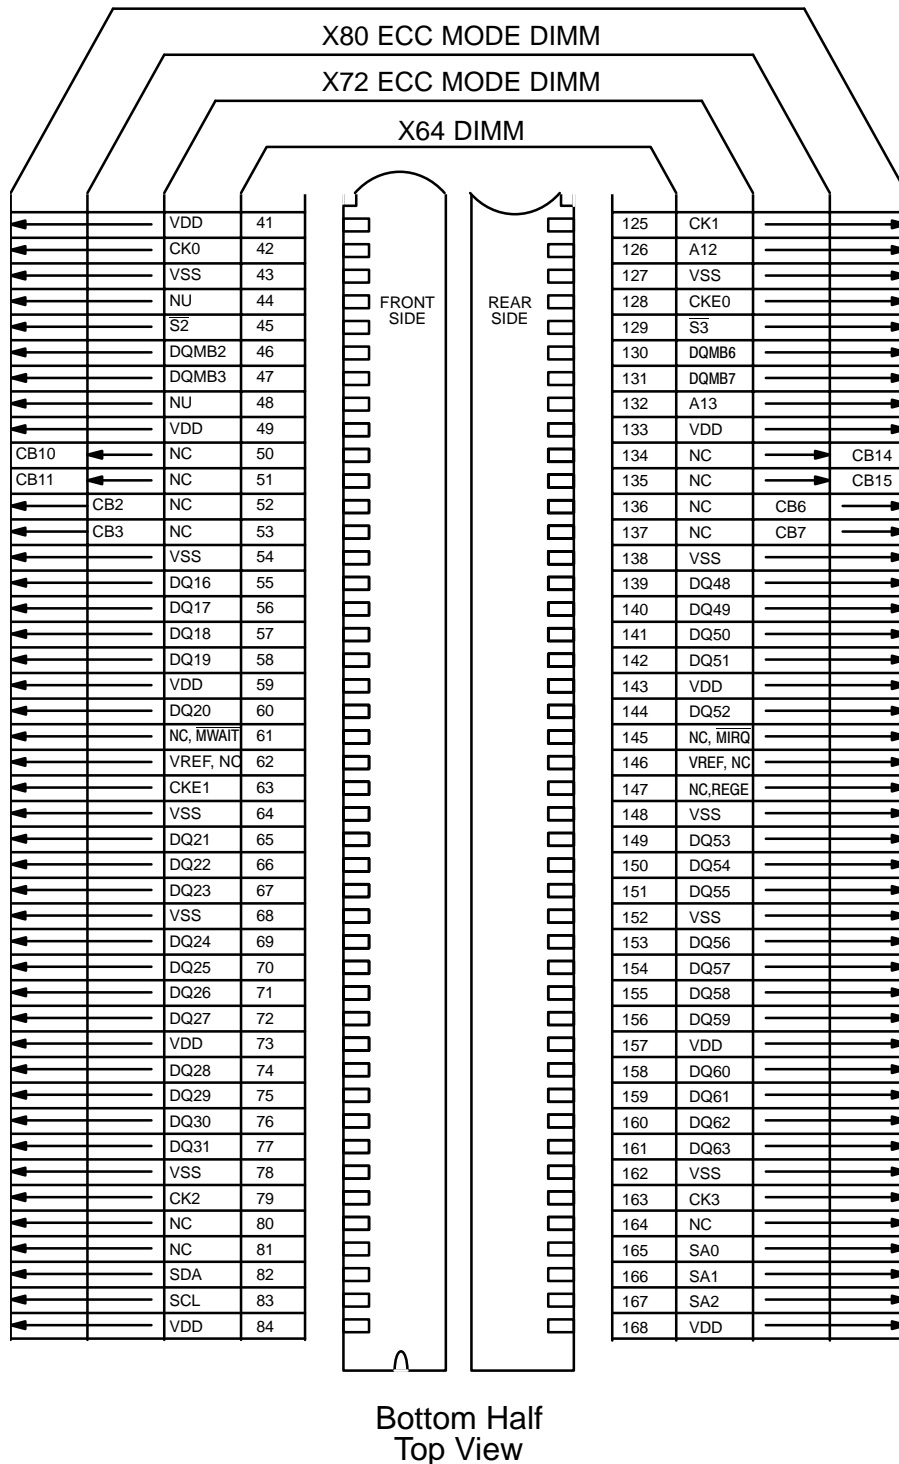 X80 ECC MODE DIMM
X72 ECC MODE DIMM
X64 DIMM
VDD 41 125 CK1
CK0 42 126 A12
VSS 43 127 VSS
NU 44 FRONT REAR 128 CKE0
S̅2̅ 45 SIDE SIDE 129 S̅3̅
DQMB2 46 130 DQMB6
DQMB3 47 131 DQMB7
NU 48 132 A13
VDD 49 133 VDD
CB10 NC 50 134 NC CB14
CB11 NC 51 135 NC CB15
CB2 NC 52 136 NC CB6
CB3 NC 53 137 NC CB7
VSS 54 138 VSS
DQ16 55 139 DQ48
DQ17 56 140 DQ49
DQ18 57 141 DQ50
DQ19 58 142 DQ51
VDD 59 143 VDD
DQ20 60 144 DQ52
NC, M̅W̅A̅I̅T̅ 61 145 NC, M̅I̅R̅Q̅
VREF, NC 62 146 VREF, NC
CKE1 63 147 NC,REGE
VSS 64 148 VSS
DQ21 65 149 DQ53
DQ22 66 150 DQ54
DQ23 67 151 DQ55
VSS 68 152 VSS
DQ24 69 153 DQ56
DQ25 70 154 DQ57
DQ26 71 155 DQ58
DQ27 72 156 DQ59
VDD 73 157 VDD
DQ28 74 158 DQ60
DQ29 75 159 DQ61
DQ30 76 160 DQ62
DQ31 77 161 DQ63
VSS 78 162 VSS
CK2 79 163 CK3
NC 80 164 NC
NC 81 165 SA0
SDA 82 166 SA1
SCL 83 167 SA2
VDD 84 168 VDD
Bottom Half
Top View